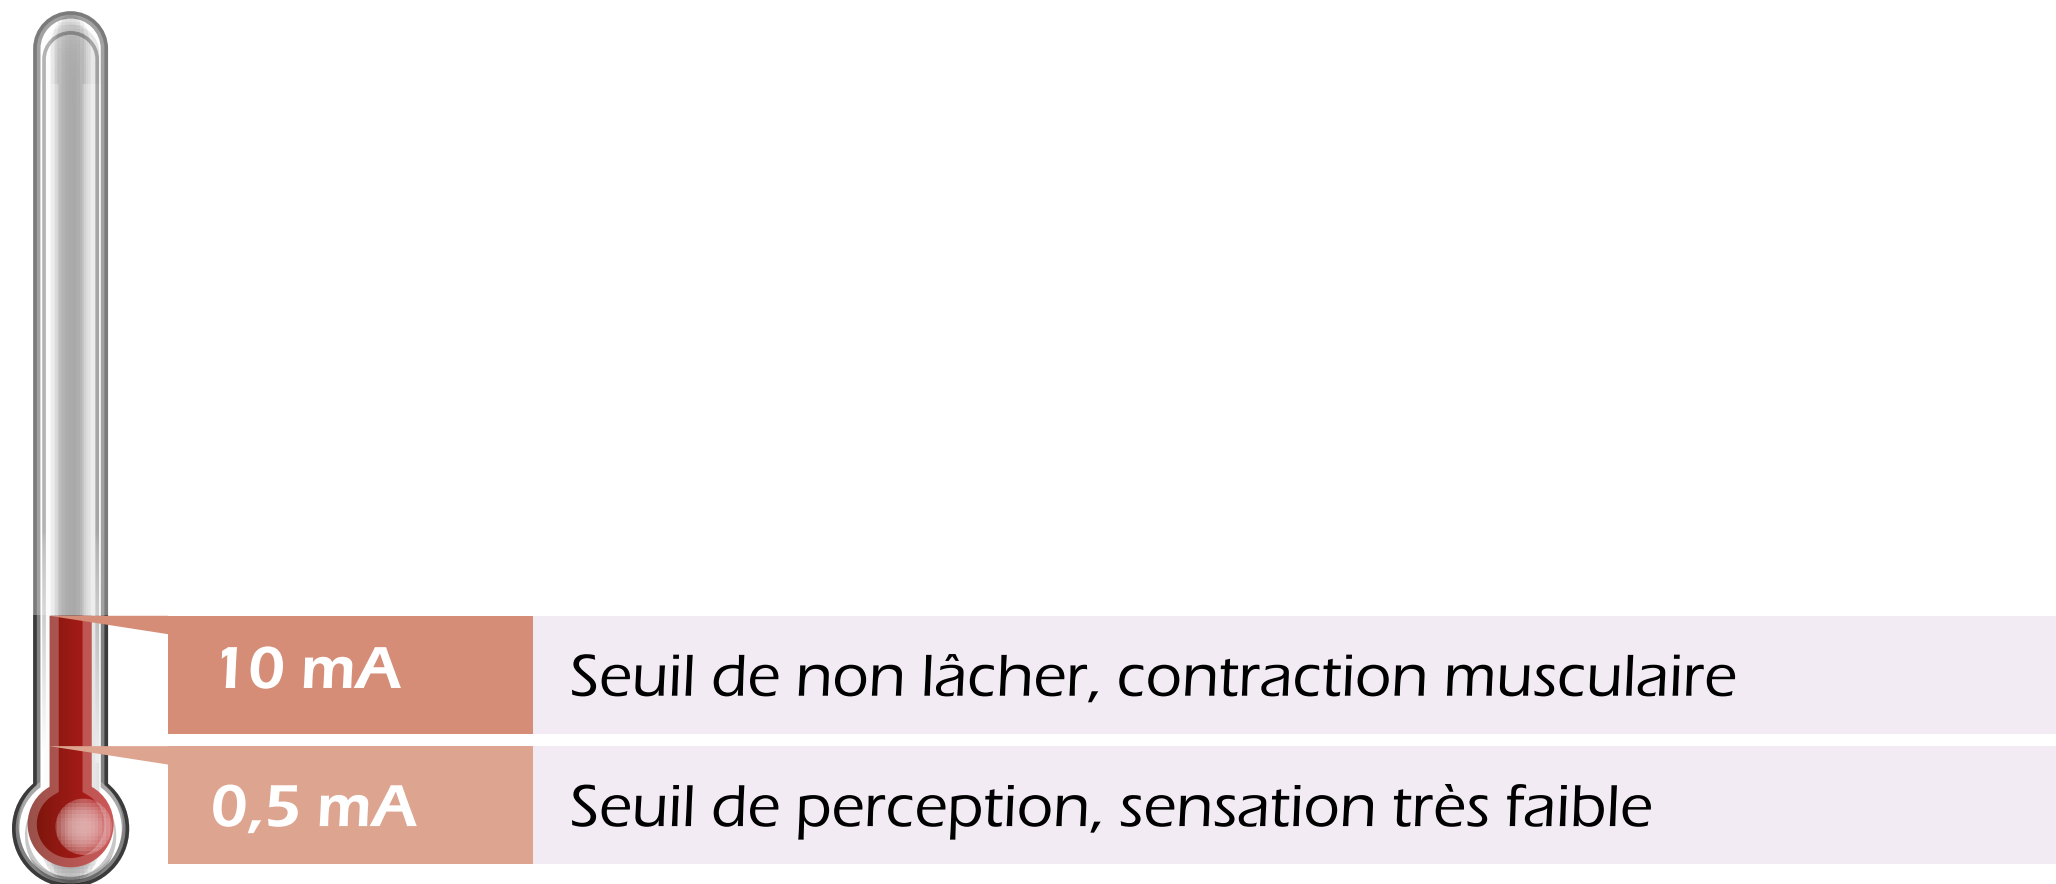 10 mA Seuil de non lâcher, contraction musculaire
0,5 mA Seuil de perception, sensation très faible